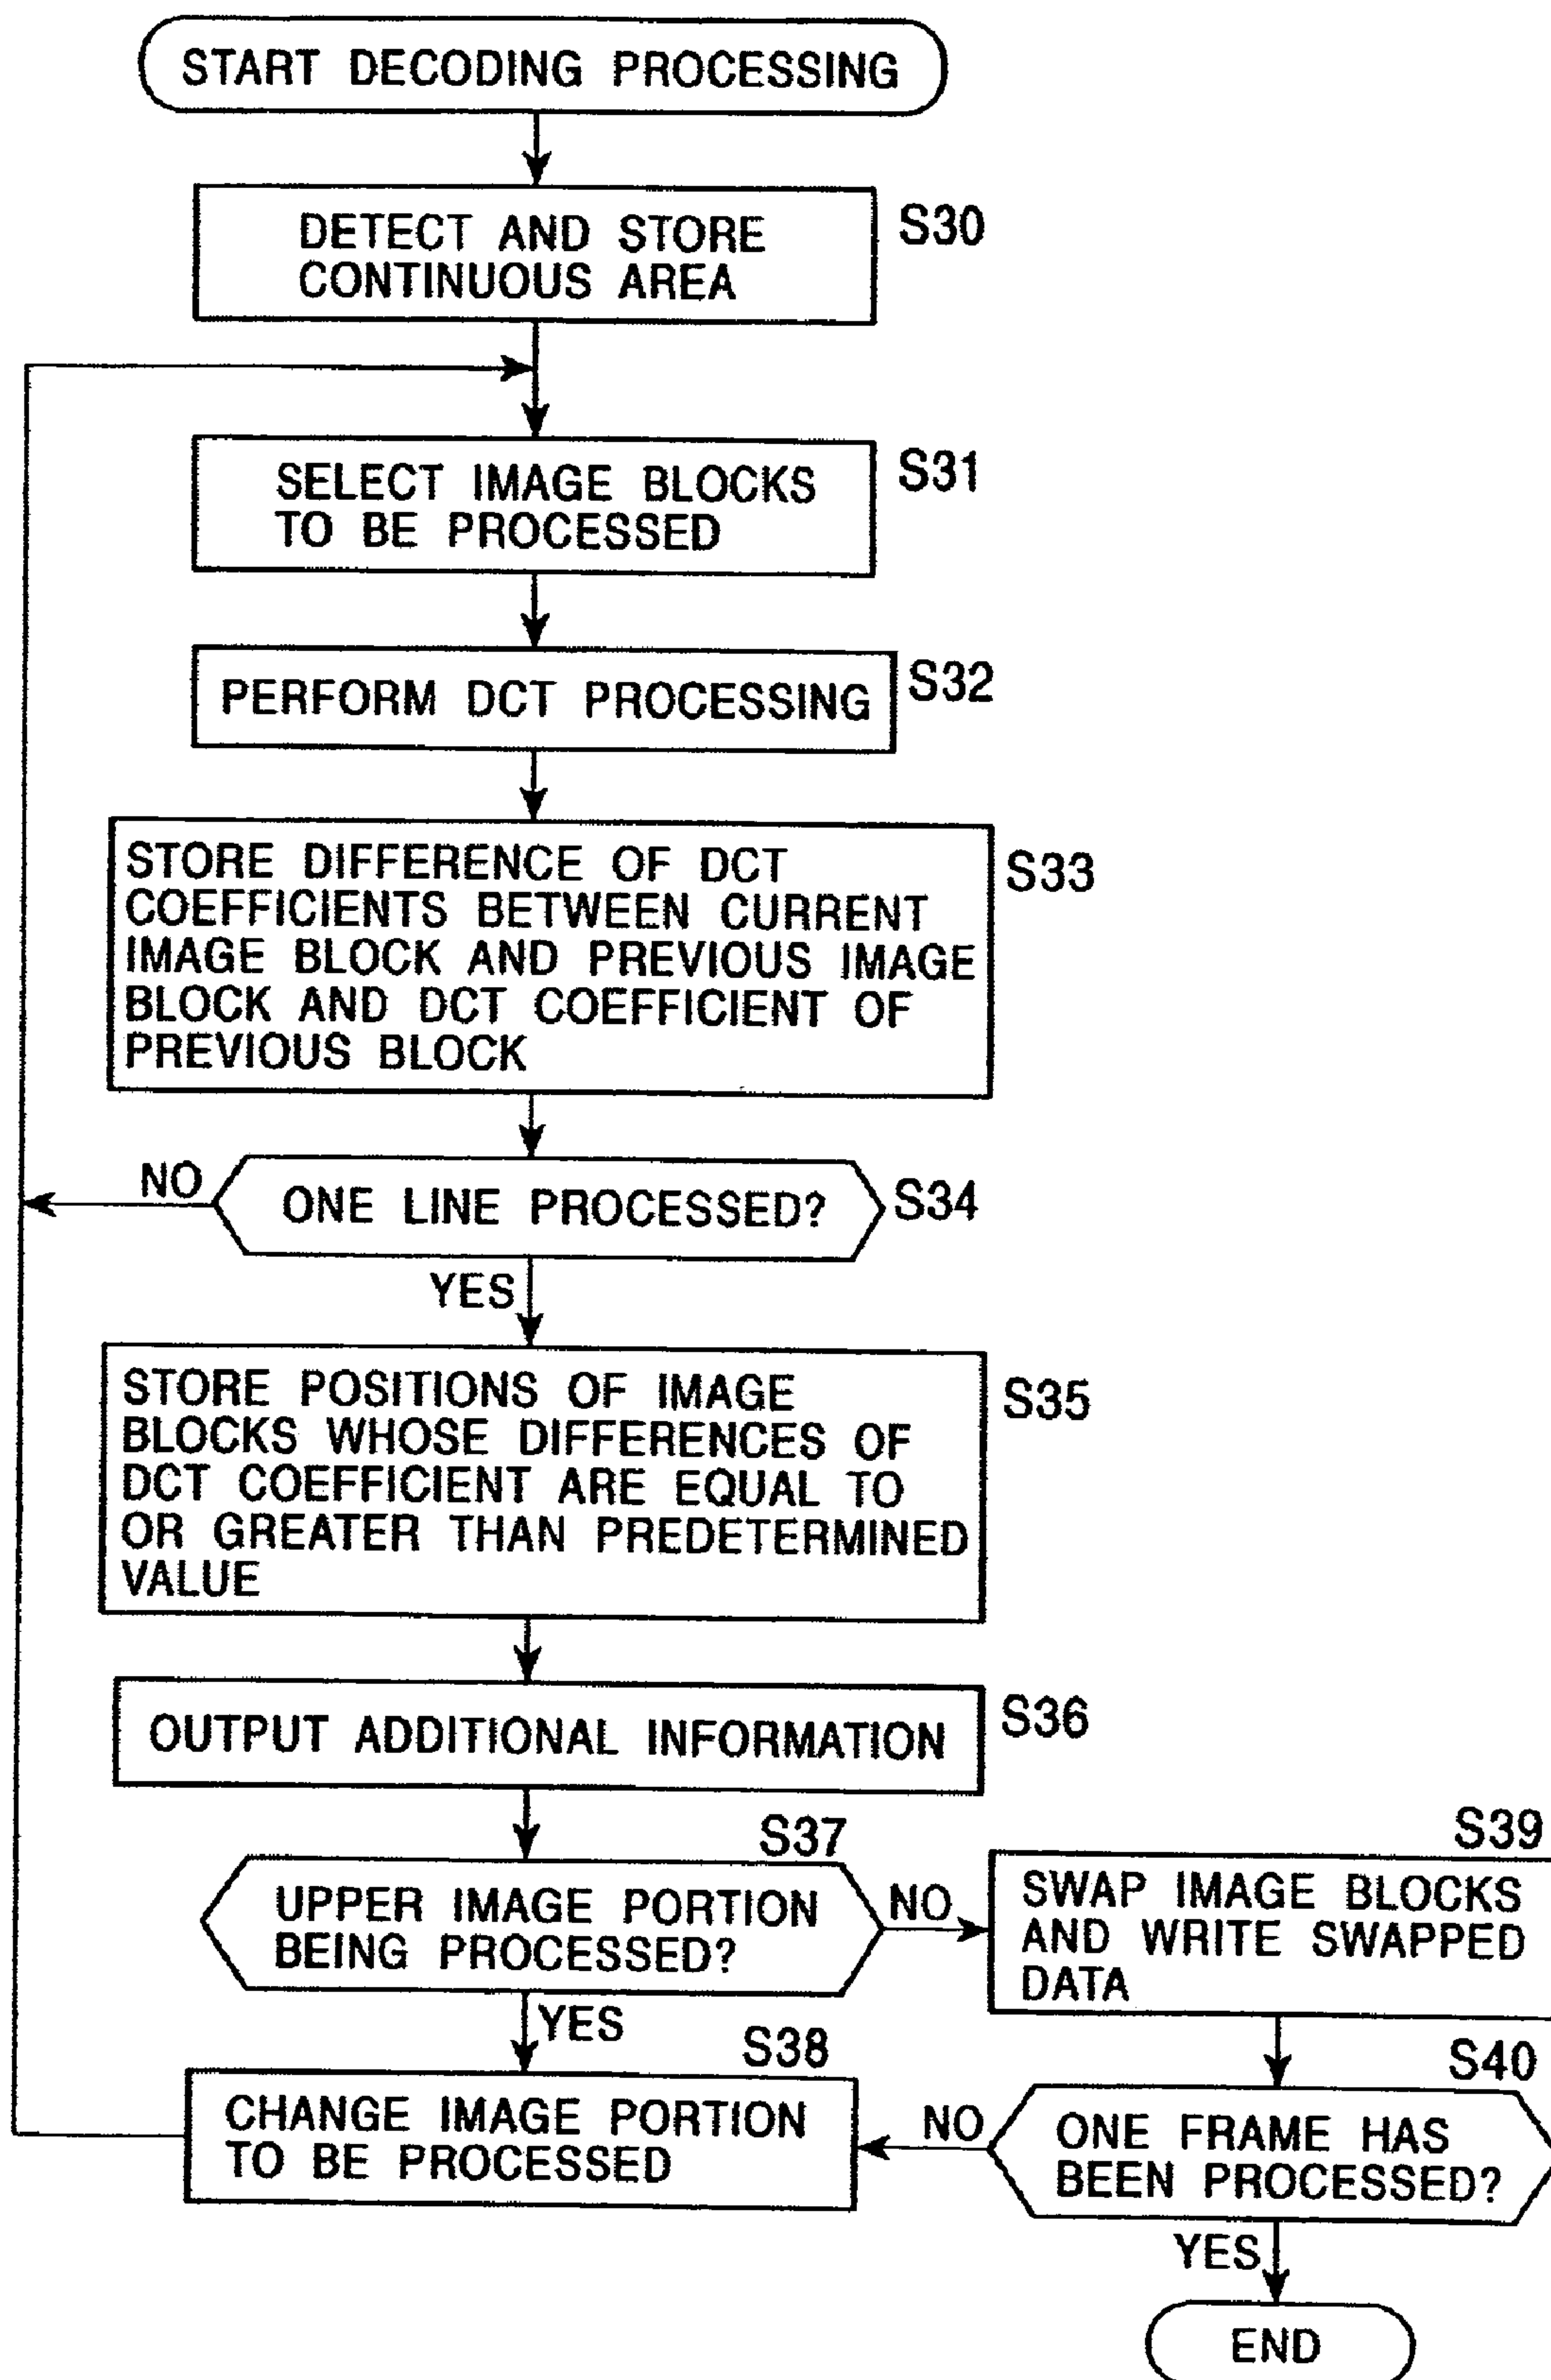 START DECODING PROCESSING
DETECT AND STORE
CONTINUOUS AREA
S30
SELECT IMAGE BLOCKS
TO BE PROCESSED
S31
PERFORM DCT PROCESSING
S32
STORE DIFFERENCE OF DCT
COEFFICIENTS BETWEEN CURRENT
IMAGE BLOCK AND PREVIOUS IMAGE
BLOCK AND DCT COEFFICIENT OF
PREVIOUS BLOCK
S33
NO
ONE LINE PROCESSED?
S34
YES
STORE POSITIONS OF IMAGE
BLOCKS WHOSE DIFFERENCES OF
DCT COEFFICIENT ARE EQUAL TO
OR GREATER THAN PREDETERMINED
VALUE
S35
OUTPUT ADDITIONAL INFORMATION
S36
S37
UPPER IMAGE PORTION
BEING PROCESSED?
NO
S39
SWAP IMAGE BLOCKS
AND WRITE SWAPPED
DATA
YES
S38
CHANGE IMAGE PORTION
TO BE PROCESSED
NO
S40
ONE FRAME HAS
BEEN PROCESSED?
YES
END